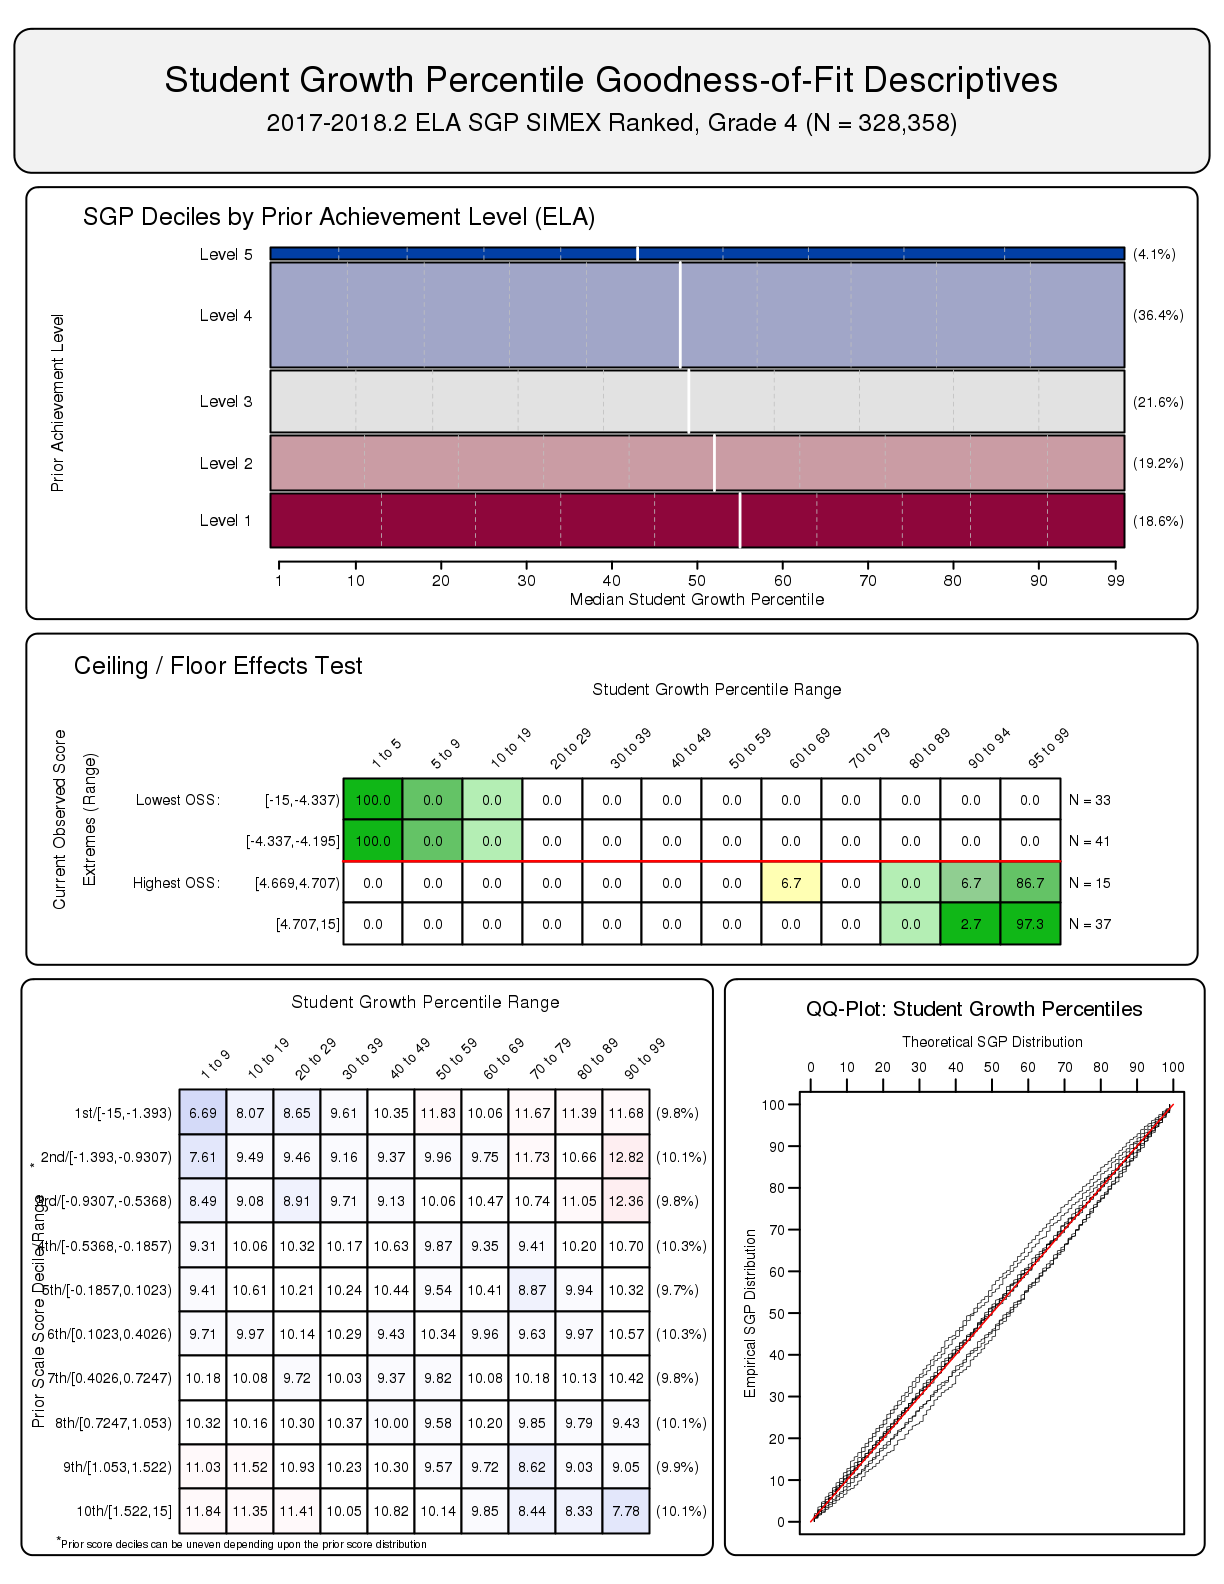 Student Growth Percentile Goodness-of-Fit Descriptives
2017-2018.2 ELA SGP SIMEX Ranked, Grade 4 (N = 328,358)
SGP Deciles by Prior Achievement Level (ELA)
Prior Achievement Level
Level 5 (4.1%)
Level 4 (36.4%)
Level 3 (21.6%)
Level 2 (19.2%)
Level 1 (18.6%)
1 10 20 30 40 50 60 70 80 90 99
Median Student Growth Percentile
Ceiling / Floor Effects Test
Student Growth Percentile Range
Current Observed Score
Extremes (Range)
1 to 5 5 to 9 10 to 19 20 to 29 30 to 39 40 to 49 50 to 59 60 to 69 70 to 79 80 to 89 90 to 94 95 to 99
Lowest OSS: [-15,-4.337) 100.0 0.0 0.0 0.0 0.0 0.0 0.0 0.0 0.0 0.0 0.0 0.0 N = 33
[-4.337,-4.195] 100.0 0.0 0.0 0.0 0.0 0.0 0.0 0.0 0.0 0.0 0.0 0.0 N = 41
Highest OSS: [4.669,4.707) 0.0 0.0 0.0 0.0 0.0 0.0 0.0 6.7 0.0 0.0 6.7 86.7 N = 15
[4.707,15] 0.0 0.0 0.0 0.0 0.0 0.0 0.0 0.0 0.0 0.0 2.7 97.3 N = 37
Student Growth Percentile Range
Prior Scale Score Decile/Range *
1 to 9 10 to 19 20 to 29 30 to 39 40 to 49 50 to 59 60 to 69 70 to 79 80 to 89 90 to 99
1st/[-15,-1.393) 6.69 8.07 8.65 9.61 10.35 11.83 10.06 11.67 11.39 11.68 (9.8%)
2nd/[-1.393,-0.9307) 7.61 9.49 9.46 9.16 9.37 9.96 9.75 11.73 10.66 12.82 (10.1%)
3rd/[-0.9307,-0.5368) 8.49 9.08 8.91 9.71 9.13 10.06 10.47 10.74 11.05 12.36 (9.8%)
4th/[-0.5368,-0.1857) 9.31 10.06 10.32 10.17 10.63 9.87 9.35 9.41 10.20 10.70 (10.3%)
5th/[-0.1857,0.1023) 9.41 10.61 10.21 10.24 10.44 9.54 10.41 8.87 9.94 10.32 (9.7%)
6th/[0.1023,0.4026) 9.71 9.97 10.14 10.29 9.43 10.34 9.96 9.63 9.97 10.57 (10.3%)
7th/[0.4026,0.7247) 10.18 10.08 9.72 10.03 9.37 9.82 10.08 10.18 10.13 10.42 (9.8%)
8th/[0.7247,1.053) 10.32 10.16 10.30 10.37 10.00 9.58 10.20 9.85 9.79 9.43 (10.1%)
9th/[1.053,1.522) 11.03 11.52 10.93 10.23 10.30 9.57 9.72 8.62 9.03 9.05 (9.9%)
10th/[1.522,15] 11.84 11.35 11.41 10.05 10.82 10.14 9.85 8.44 8.33 7.78 (10.1%)
*Prior score deciles can be uneven depending upon the prior score distribution
QQ-Plot: Student Growth Percentiles
Theoretical SGP Distribution
0 10 20 30 40 50 60 70 80 90 100
Empirical SGP Distribution
100
90
80
70
60
50
40
30
20
10
0